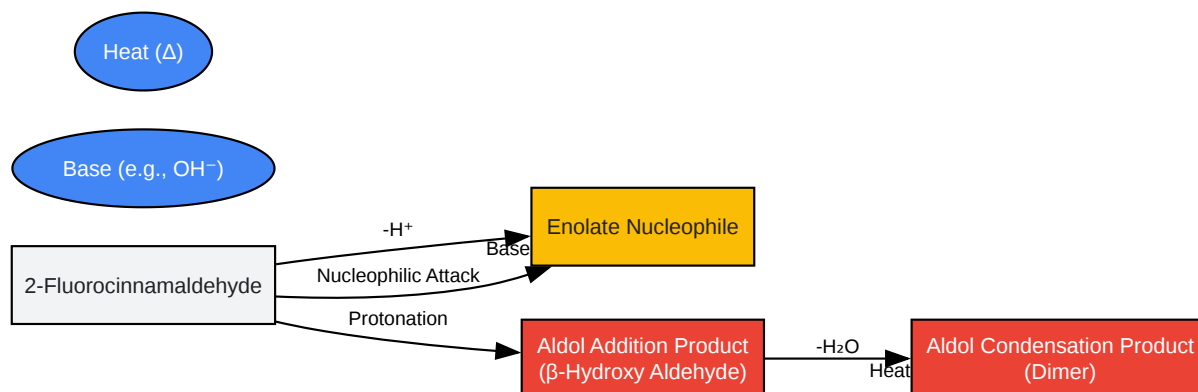 Heat (Δ)
Base (e.g., OH⁻)
2-Fluorocinnamaldehyde
-H⁺
Base
Nucleophilic Attack
Protonation
Enolate Nucleophile
Aldol Addition Product
(β-Hydroxy Aldehyde)
-H₂O
Heat
Aldol Condensation Product
(Dimer)